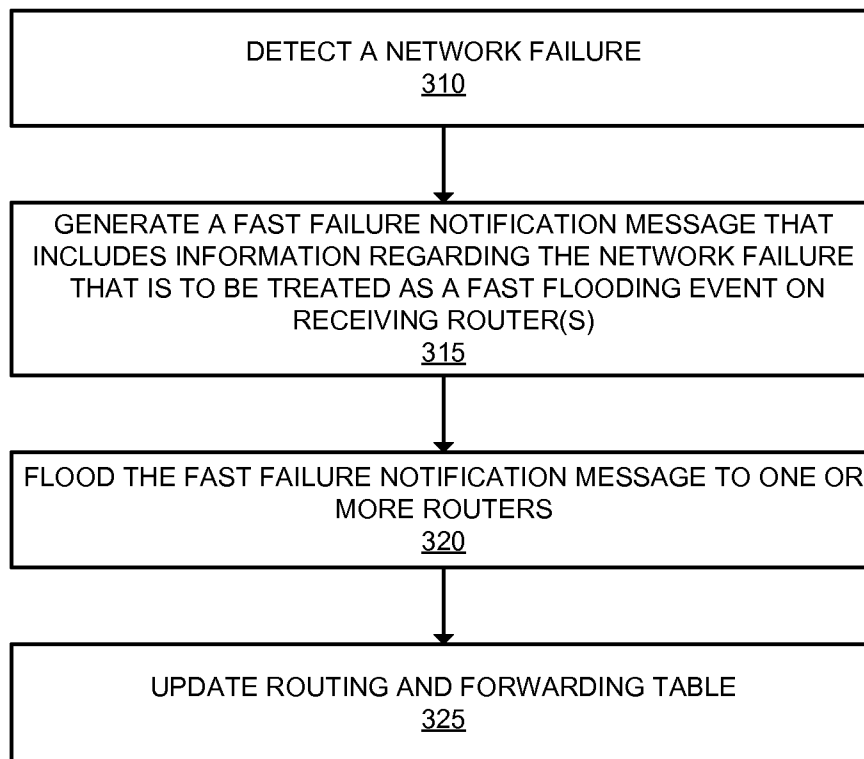 DETECT A NETWORK FAILURE
310
GENERATE A FAST FAILURE NOTIFICATION MESSAGE THAT
INCLUDES INFORMATION REGARDING THE NETWORK FAILURE
THAT IS TO BE TREATED AS A FAST FLOODING EVENT ON
RECEIVING ROUTER(S)
315
FLOOD THE FAST FAILURE NOTIFICATION MESSAGE TO ONE OR
MORE ROUTERS
320
UPDATE ROUTING AND FORWARDING TABLE
325